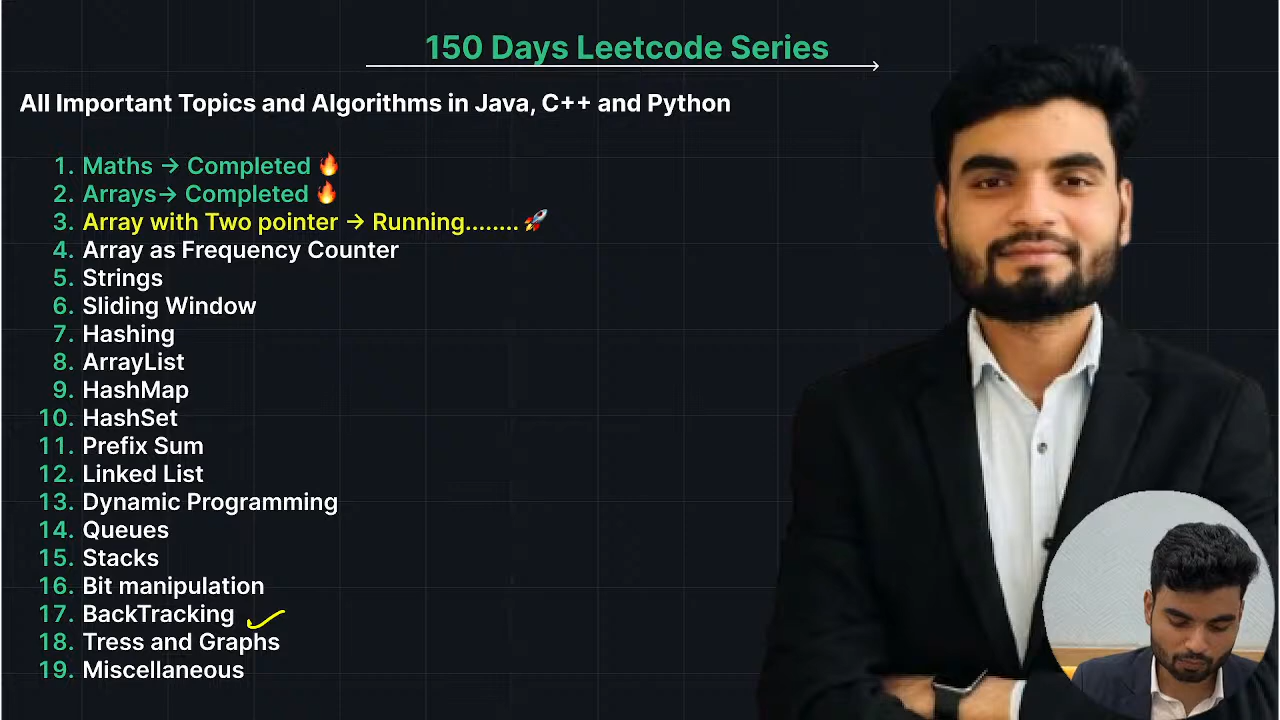 150 Days Leetcode Series
All Important Topics and Algorithms in Java, C++ and Python
1. Maths → Completed 🔥
2. Arrays→ Completed 🔥
3. Array with Two pointer → Running........ 🚀
4. Array as Frequency Counter
5. Strings
6. Sliding Window
7. Hashing
8. ArrayList
9. HashMap
10. HashSet
11. Prefix Sum
12. Linked List
13. Dynamic Programming
14. Queues
15. Stacks
16. Bit manipulation
17. BackTracking
18. Tress and Graphs
19. Miscellaneous